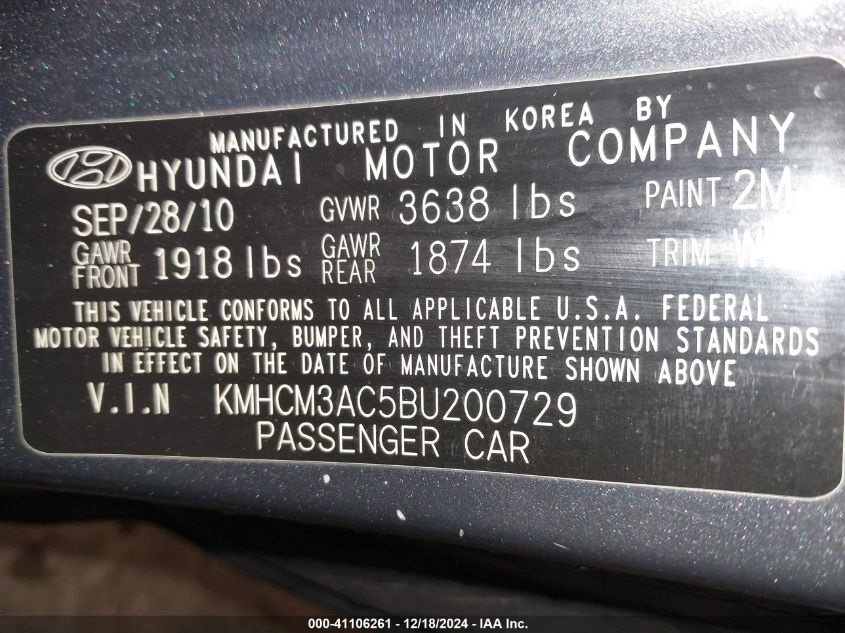 MANUFACTURED IN KOREA BY
HYUNDAI MOTOR COMPANY
SEP/28/10 GVWR 3638 lbs PAINT 2M
GAWR FRONT 1918 lbs GAWR REAR 1874 lbs TRIM
THIS VEHICLE CONFORMS TO ALL APPLICABLE U.S.A. FEDERAL
MOTOR VEHICLE SAFETY, BUMPER, AND THEFT PREVENTION STANDARDS
IN EFFECT ON THE DATE OF MANUFACTURE SHOWN ABOVE
V.I.N KMHCM3AC5BU200729
PASSENGER CAR
000-41106261 - 12/18/2024 - IAA Inc.